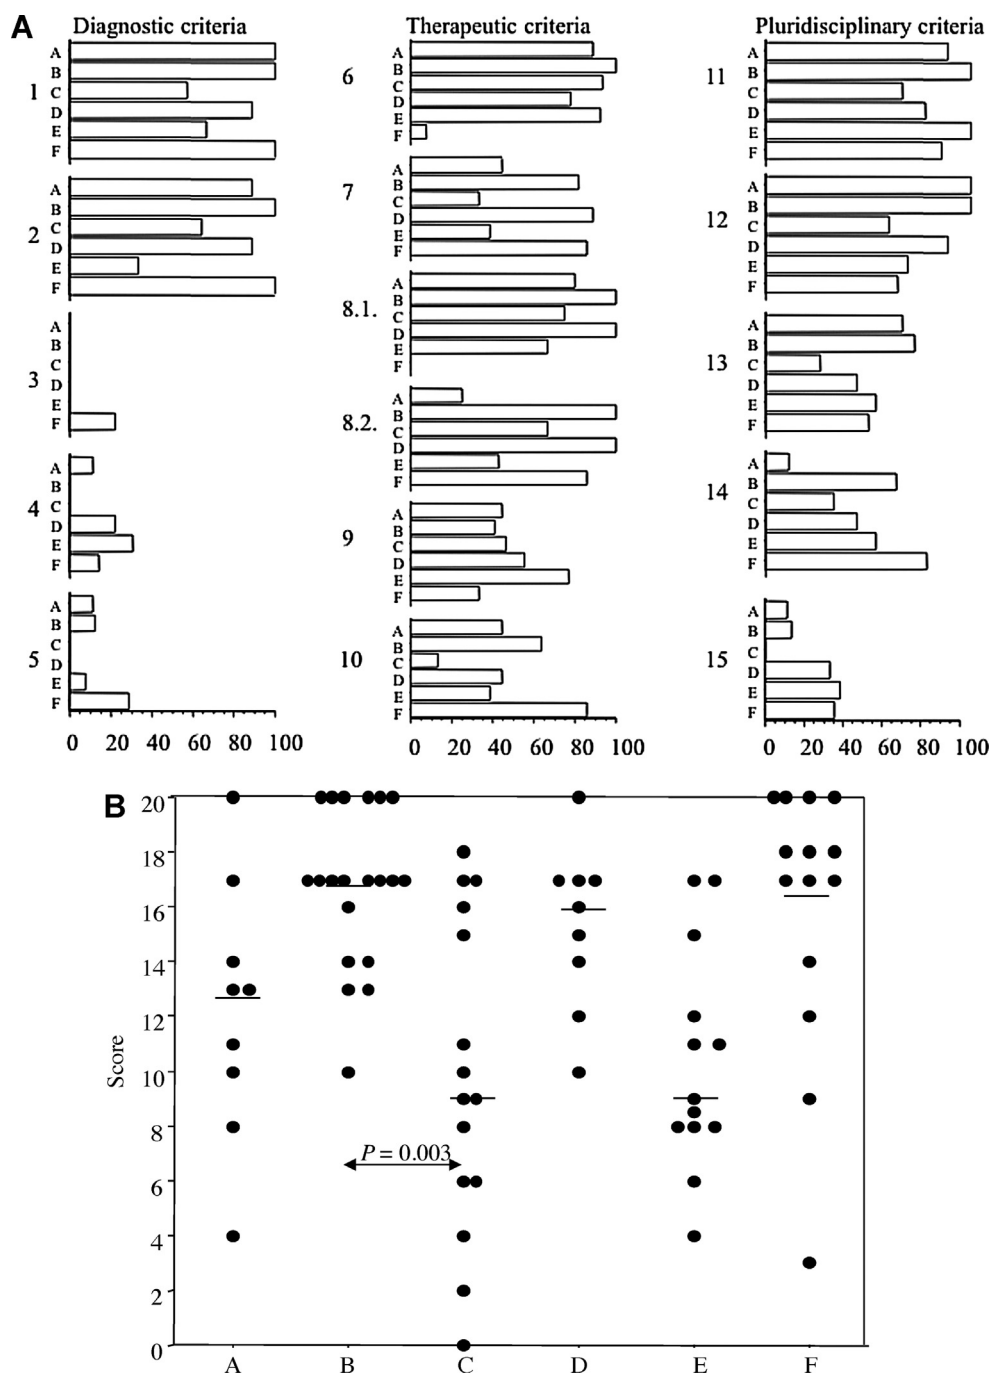 A
Diagnostic criteria
Therapeutic criteria
Pluridisciplinary criteria
1
A
B
C
D
E
F
2
A
B
C
D
E
F
3
A
B
C
D
E
F
4
A
B
C
D
E
F
5
A
B
C
D
E
F
0 20 40 60 80 100
6
A
B
C
D
E
F
7
A
B
C
D
E
F
8.1.
A
B
C
D
E
F
8.2.
A
B
C
D
E
F
9
A
B
C
D
E
F
10
A
B
C
D
E
F
0 20 40 60 80 100
11
A
B
C
D
E
F
12
A
B
C
D
E
F
13
A
B
C
D
E
F
14
A
B
C
D
E
F
15
A
B
C
D
E
F
0 20 40 60 80 100
B
Score
20
18
16
14
12
10
8
6
4
2
0
P = 0.003
A B C D E F